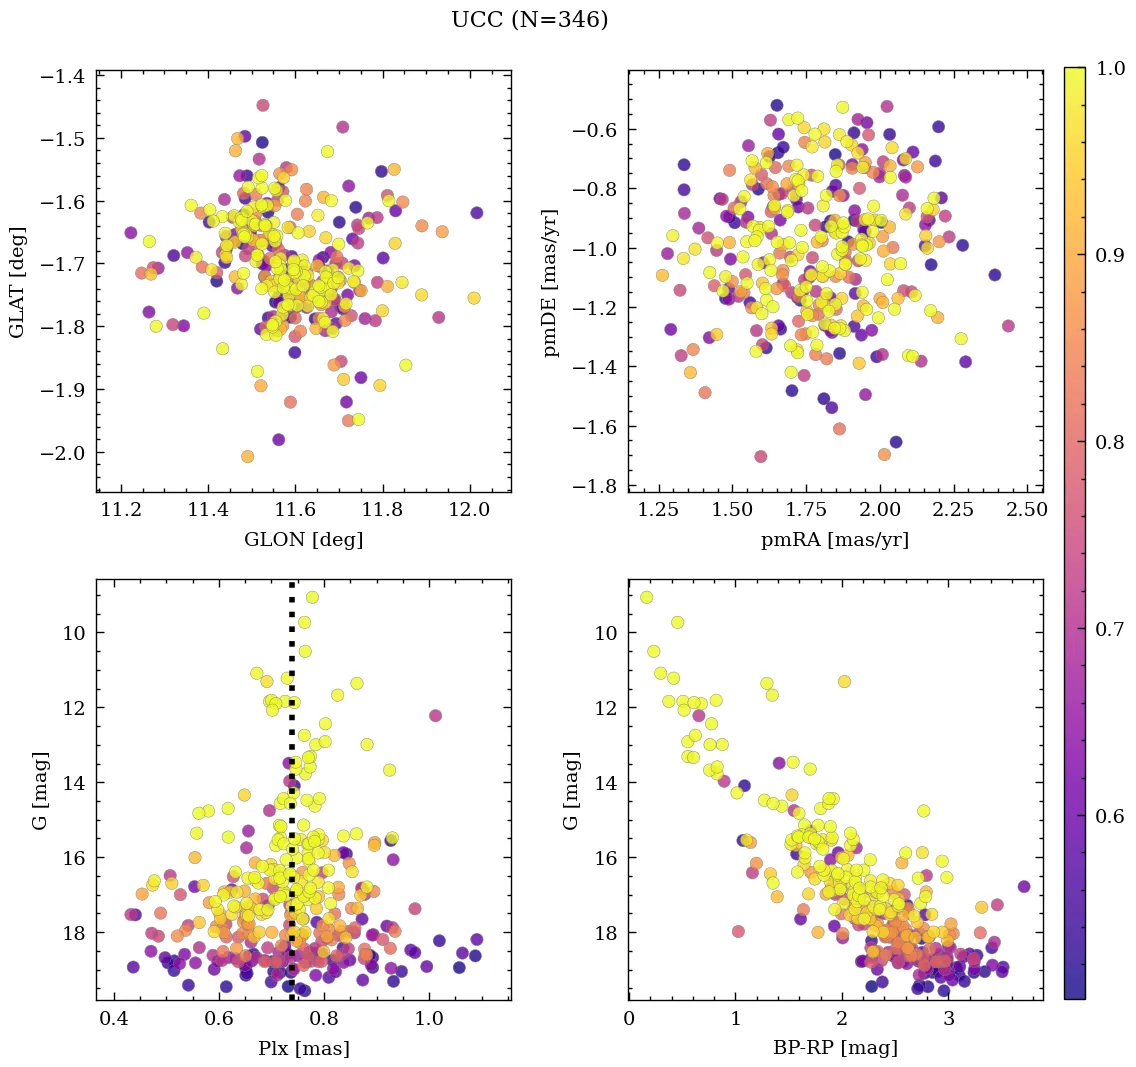 UCC (N=346)
−1.4
−1.5
−1.6
−1.7
−1.8
−1.9
−2.0
GLAT [deg]
11.2 11.4 11.6 11.8 12.0
GLON [deg]
−0.6
−0.8
−1.0
−1.2
−1.4
−1.6
−1.8
pmDE [mas/yr]
1.25 1.50 1.75 2.00 2.25 2.50
pmRA [mas/yr]
10
12
14
16
18
G [mag]
0.4 0.6 0.8 1.0
Plx [mas]
10
12
14
16
18
G [mag]
0 1 2 3
BP-RP [mag]
1.0
0.9
0.8
0.7
0.6